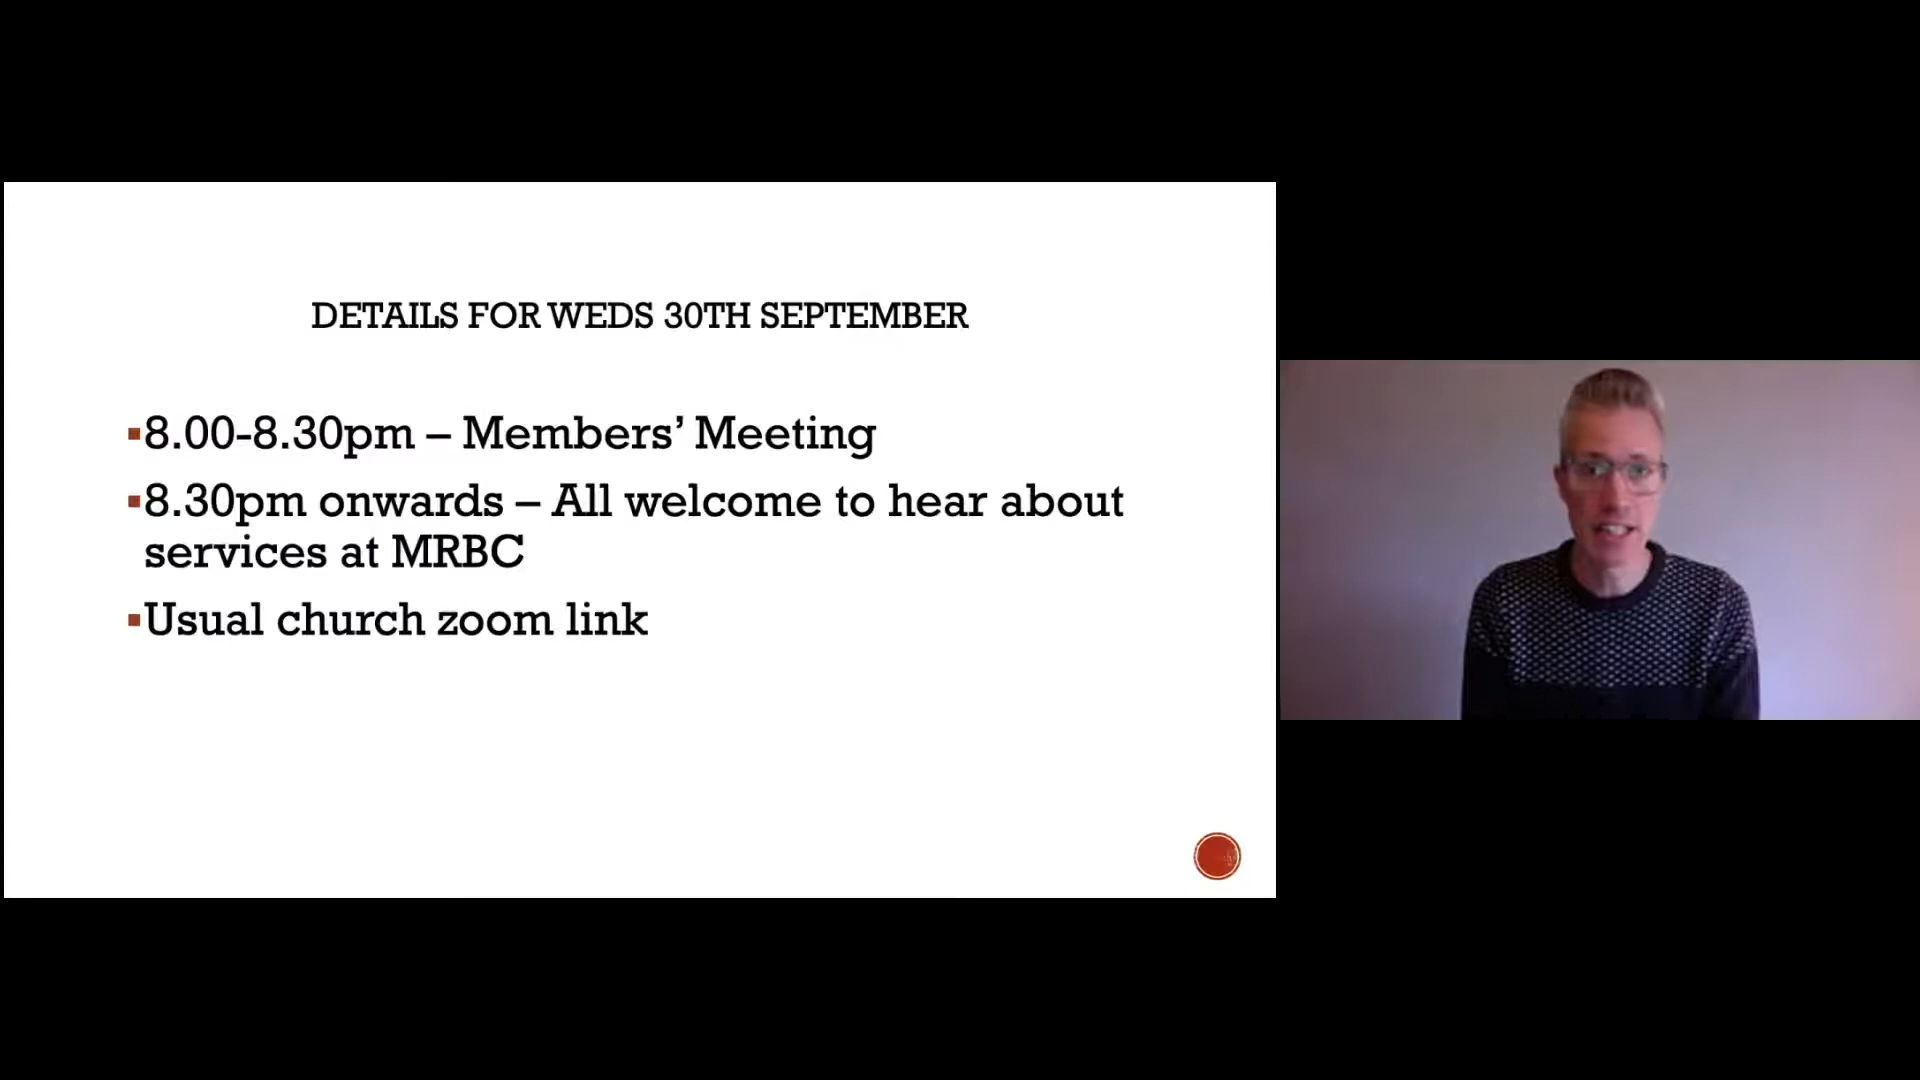 DETAILS FOR WEDS 30TH SEPTEMBER
▪8.00-8.30pm – Members’ Meeting
▪8.30pm onwards – All welcome to hear about
services at MRBC
▪Usual church zoom link